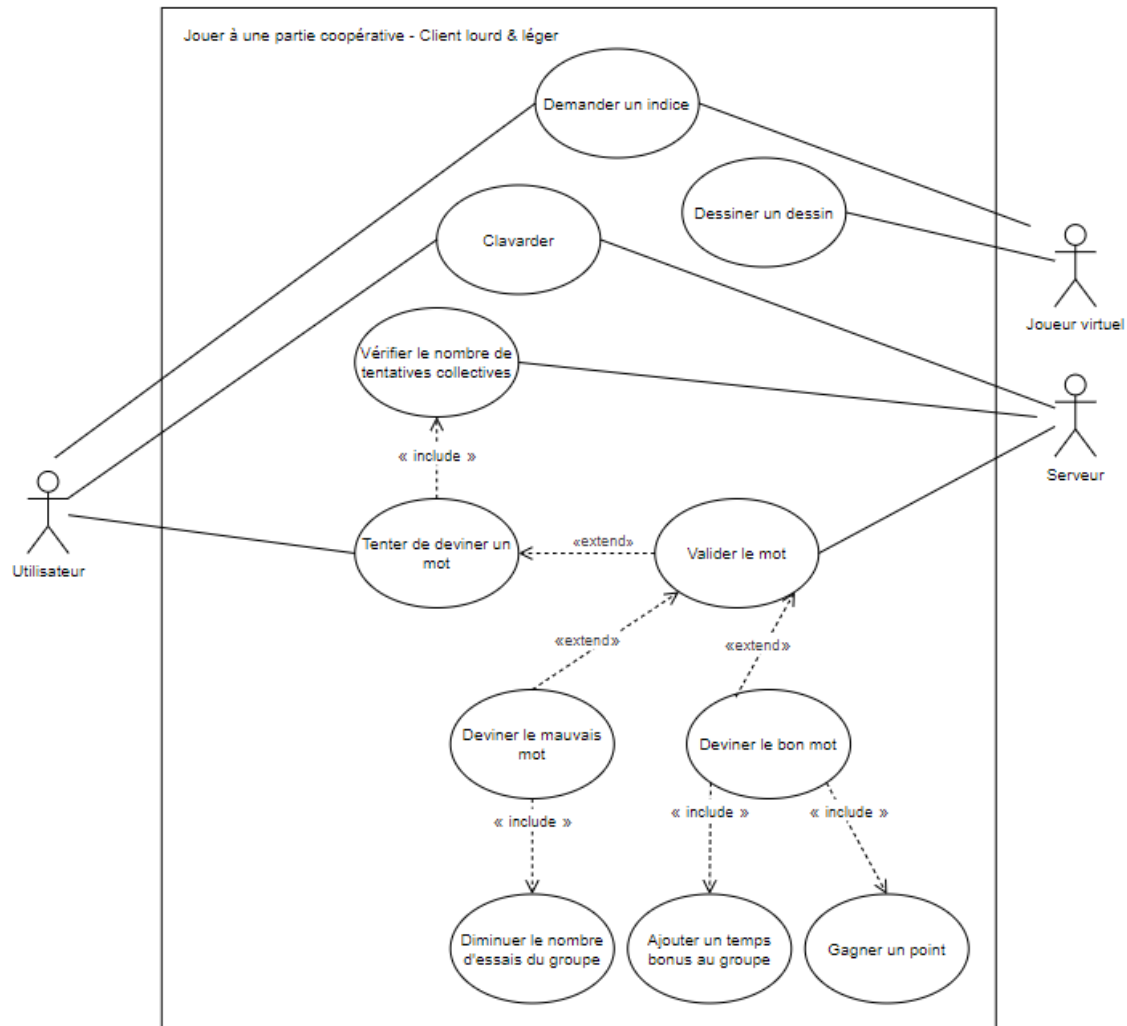 Jouer à une partie coopérative - Client lourd & léger
Demander un indice
Dessiner un dessin
Clavarder
Joueur virtuel
Vérifier le nombre de
tentatives collectives
« include »
Serveur
Utilisateur
Tenter de deviner un
mot
«extend»
Valider le mot
«extend»
«extend»
Deviner le mauvais
mot
Deviner le bon mot
« include »
« include »
« include »
Diminuer le nombre
d'essais du groupe
Ajouter un temps
bonus au groupe
Gagner un point